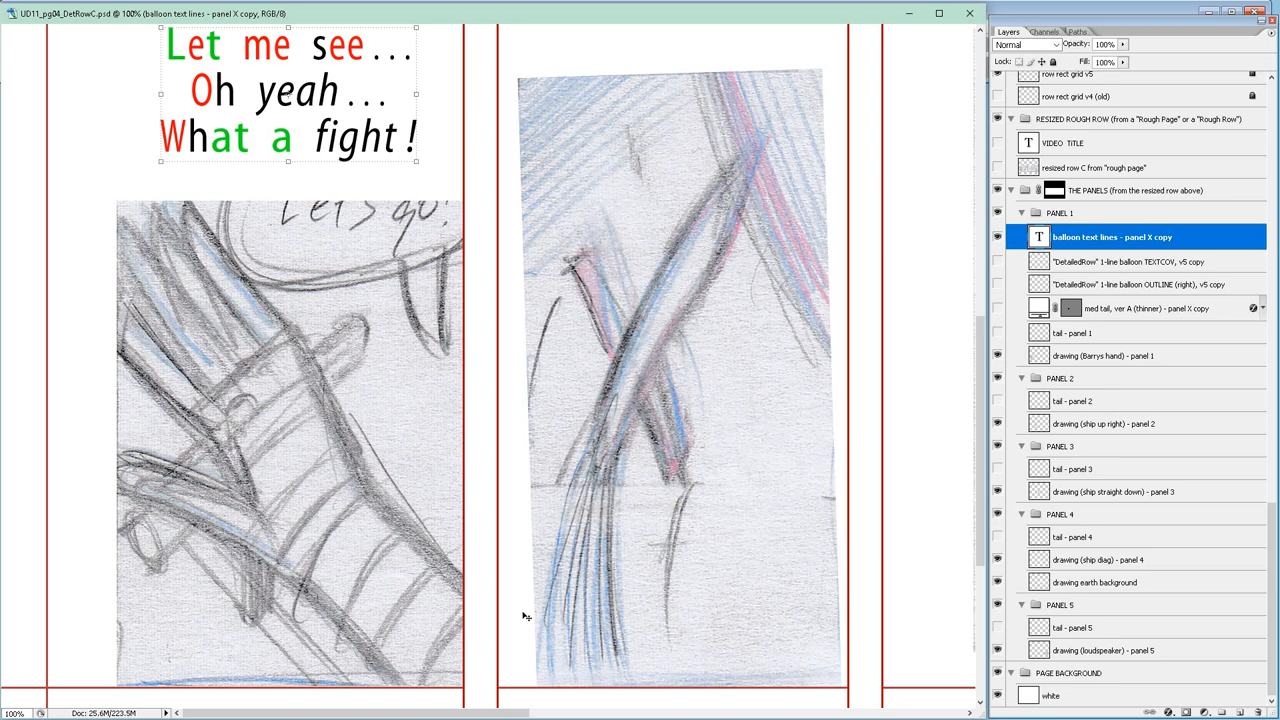 UD11_pg04_DetRowC.psd @ 100% (balloon text lines - panel X copy, RGB/8)
Let me see...
Oh yeah...
What a fight!
Let's go!
100%
Doc: 25.6M/223.5M
Layers
Channels
Paths
Normal
Opacity: 100%
Lock:
Fill: 100%
row rect grid v5
row rect grid v4 (old)
RESIZED ROUGH ROW (from a "Rough Page" or a "Rough Row")
T VIDEO TITLE
resized row C from "rough page"
THE PANELS (from the resized row above)
PANEL 1
T balloon text lines - panel X copy
"DetailedRow" 1-line balloon TEXTCOV, v5 copy
"DetailedRow" 1-line balloon OUTLINE (right), v5 copy
med tail, ver A (thinner) - panel X copy
tail - panel 1
drawing (Barrys hand) - panel 1
PANEL 2
tail - panel 2
drawing (ship up right) - panel 2
PANEL 3
tail - panel 3
drawing (ship straight down) - panel 3
PANEL 4
tail - panel 4
drawing (ship diag) - panel 4
drawing earth background
PANEL 5
tail - panel 5
drawing (loudspeaker) - panel 5
PAGE BACKGROUND
white